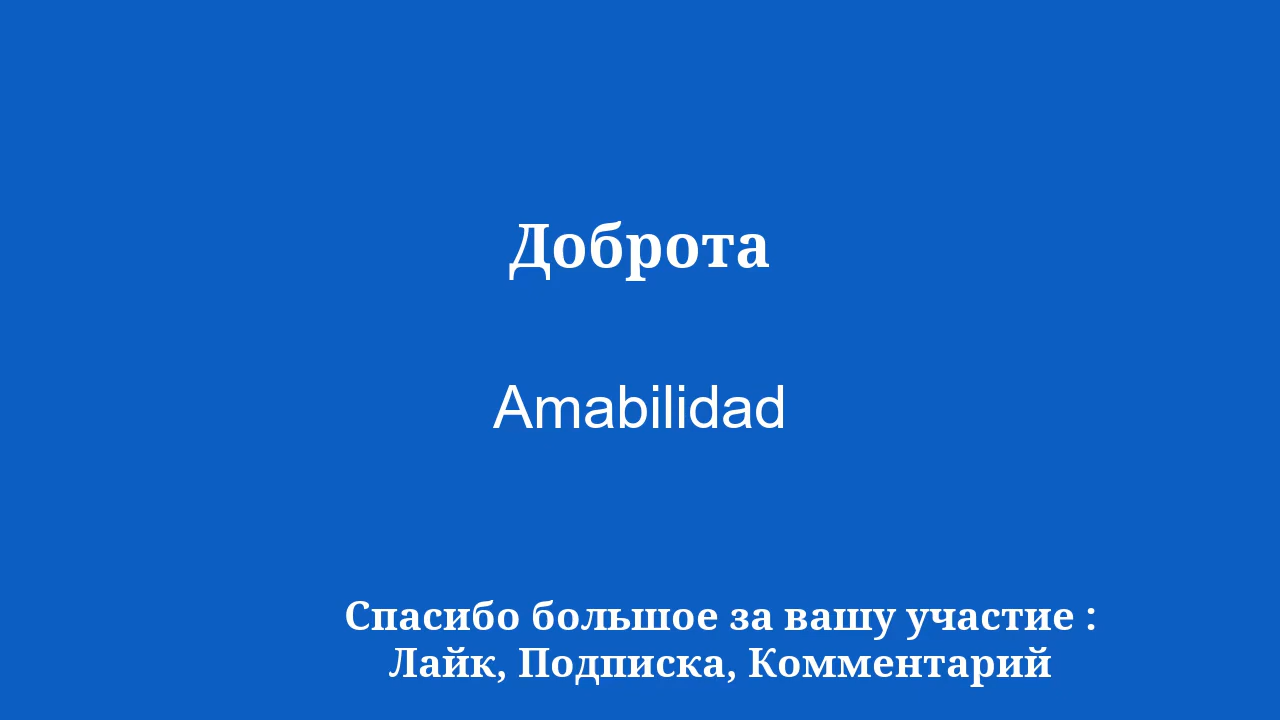 Доброта
Amabilidad
Спасибо большое за вашу участие :
Лайк, Подписка, Комментарий